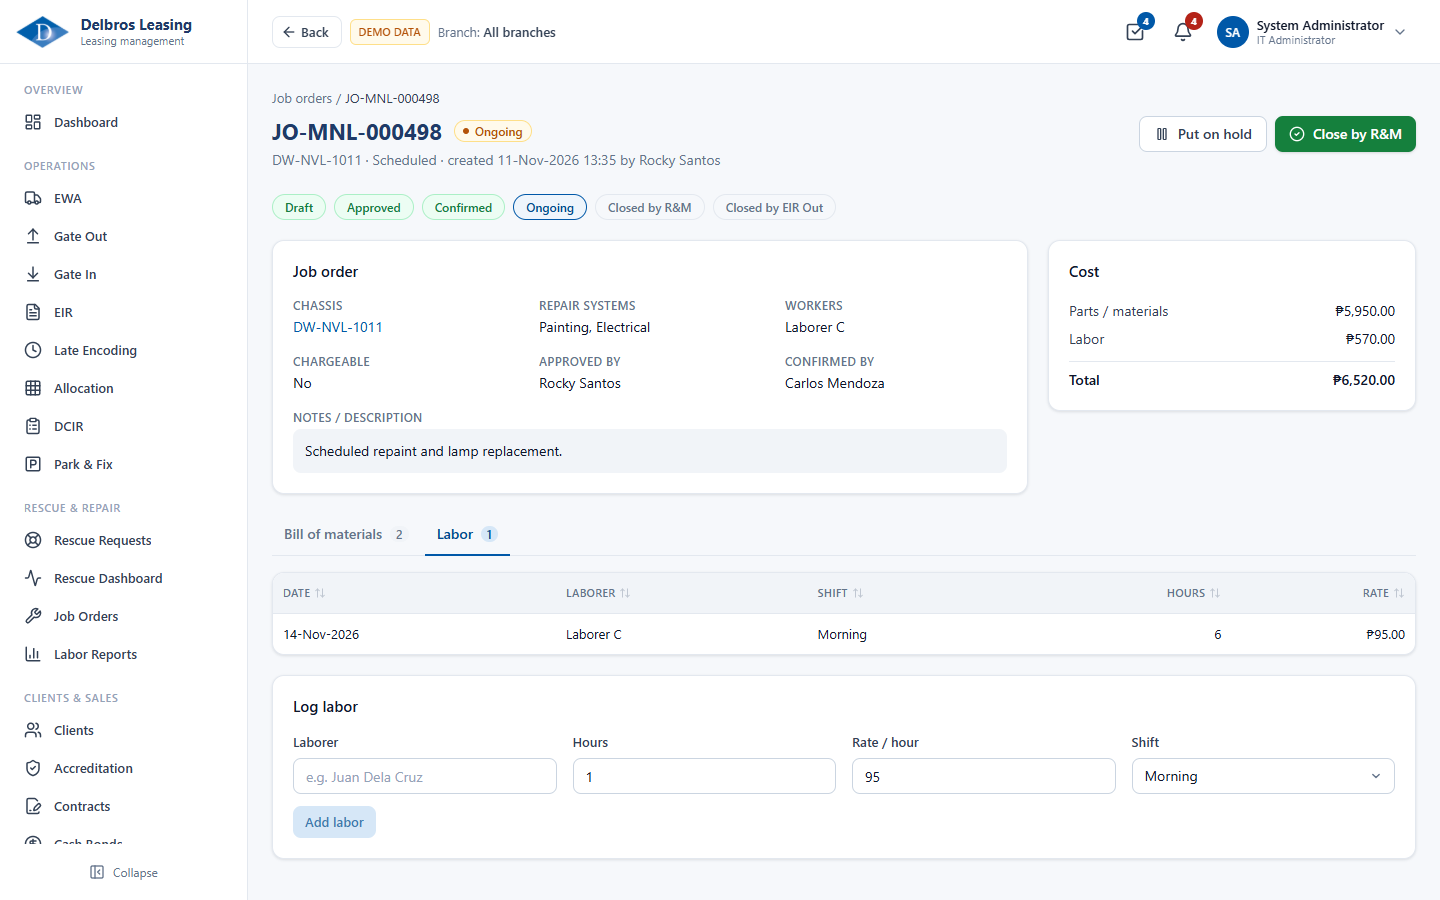 Delbros Leasing
Leasing management
Back
DEMO DATA
Branch: All branches
4
4
SA
System Administrator
IT Administrator
OVERVIEW
Dashboard
OPERATIONS
EWA
Gate Out
Gate In
EIR
Late Encoding
Allocation
DCIR
Park & Fix
RESCUE & REPAIR
Rescue Requests
Rescue Dashboard
Job Orders
Labor Reports
CLIENTS & SALES
Clients
Accreditation
Contracts
Cash Bonds
Collapse
Job orders / JO-MNL-000498
JO-MNL-000498
Ongoing
DW-NVL-1011 · Scheduled · created 11-Nov-2026 13:35 by Rocky Santos
Put on hold
Close by R&M
Draft
Approved
Confirmed
Ongoing
Closed by R&M
Closed by EIR Out
Job order
CHASSIS
REPAIR SYSTEMS
WORKERS
DW-NVL-1011
Painting, Electrical
Laborer C
CHARGEABLE
APPROVED BY
CONFIRMED BY
No
Rocky Santos
Carlos Mendoza
NOTES / DESCRIPTION
Scheduled repaint and lamp replacement.
Cost
Parts / materials ₱5,950.00
Labor ₱570.00
Total ₱6,520.00
Bill of materials 2
Labor 1
DATE LABORER SHIFT HOURS RATE
14-Nov-2026 Laborer C Morning 6 ₱95.00
Log labor
Laborer
Hours
Rate / hour
Shift
e.g. Juan Dela Cruz
1
95
Morning
Add labor